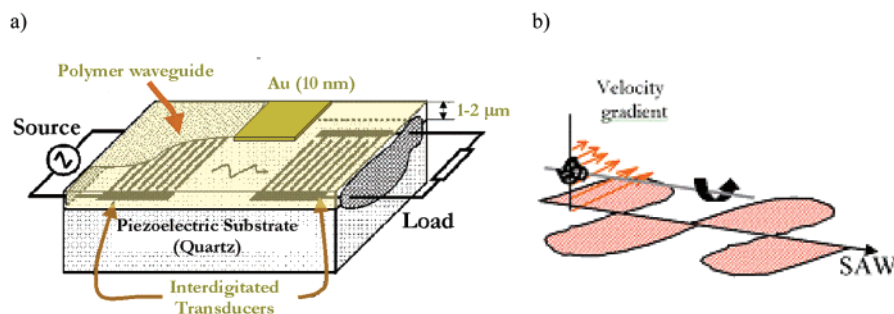 a)
b)
Polymer waveguide
Au (10 nm)
1-2 μm
Source
Load
Piezoelectric Substrate
(Quartz)
Interdigitated
Transducers
Velocity
gradient
SAW